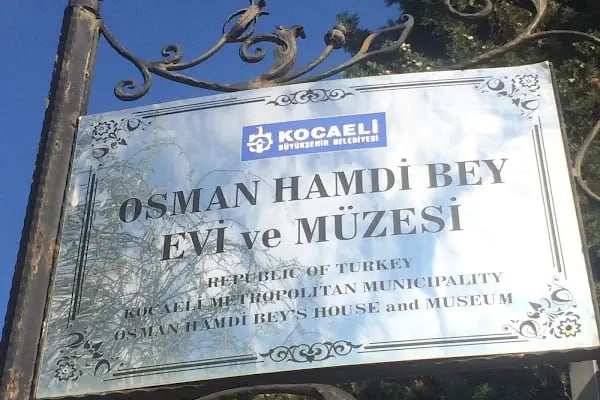 KOCAELİ
BÜYÜKŞEHİR BELEDİYESİ
OSMAN HAMDİ BEY
EVİ ve MÜZESİ
REPUBLIC OF TURKEY
KOCAELİ METROPOLITAN MUNICIPALITY
OSMAN HAMDİ BEY'S HOUSE and MUSEUM